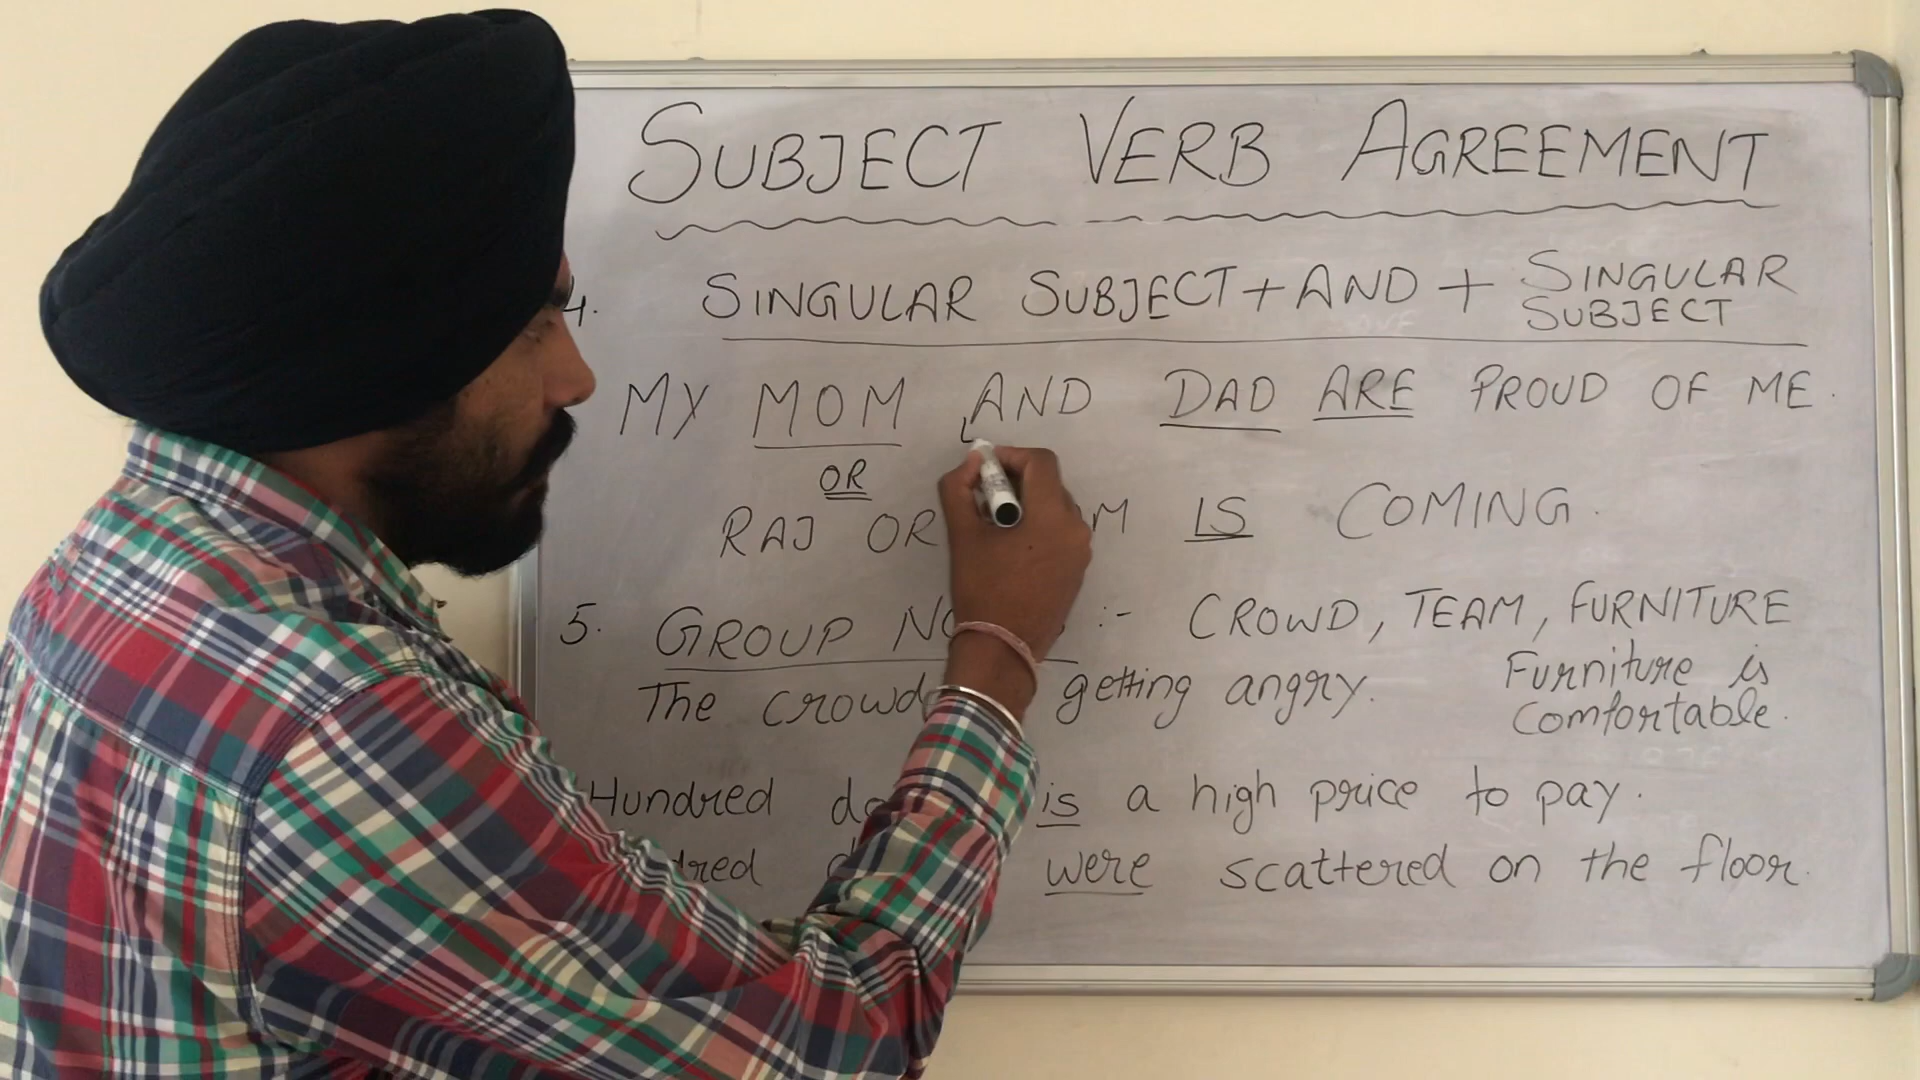 SUBJECT VERB AGREEMENT
4. SINGULAR SUBJECT + AND + SINGULAR SUBJECT
MY MOM AND DAD ARE PROUD OF ME.
OR
RAJ OR IS COMING.
5. GROUP :- CROWD, TEAM, FURNITURE
The crowd getting angry.
Furniture is
comfortable.
Hundred is a high price to pay.
were scattered on the floor.